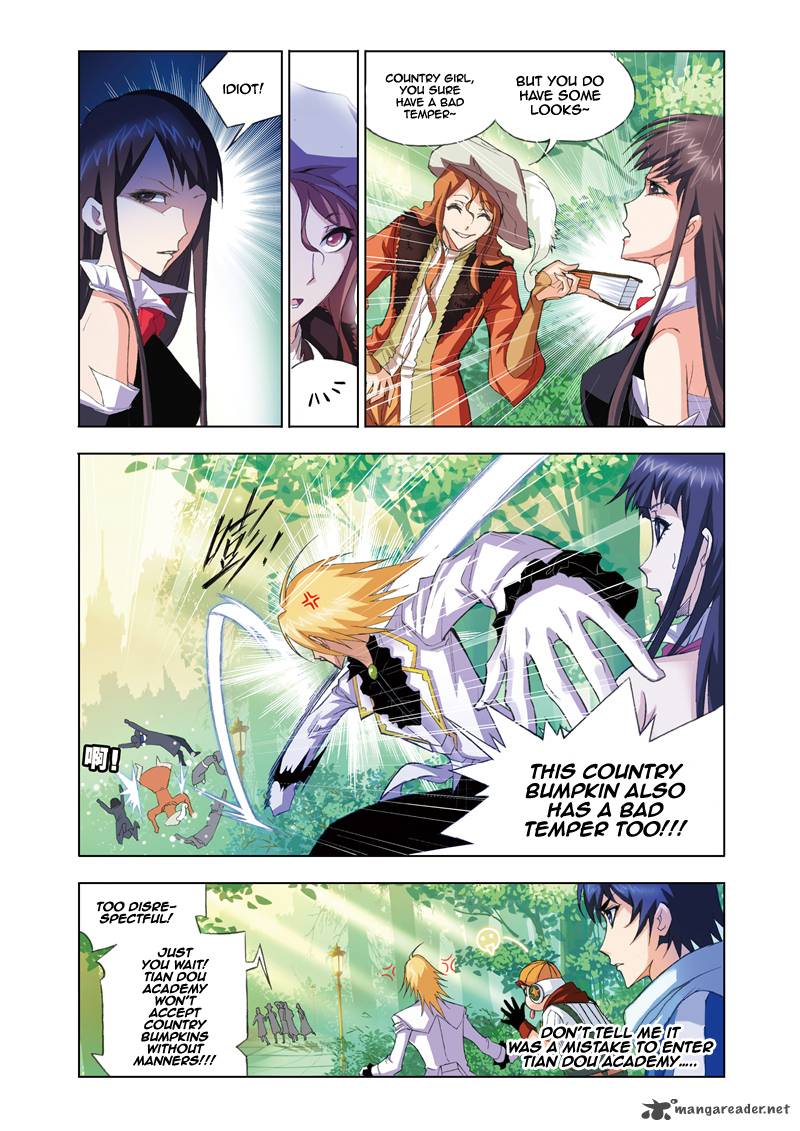 IDIOT!
COUNTRY GIRL,
YOU SURE
HAVE A BAD
TEMPER~
BUT YOU DO
HAVE SOME
LOOKS~
嘭!!
啊!
THIS COUNTRY
BUMPKIN ALSO
HAS A BAD
TEMPER TOO!!!
TOO DISRE-
SPECTFUL!
JUST
YOU WAIT!
TIAN DOU
ACADEMY
WON'T
ACCEPT
COUNTRY
BUMPKINS
WITHOUT
MANNERS!!!
DON'T TELL ME IT
WAS A MISTAKE TO ENTER
TIAN DOU ACADEMY.....
mangareader.net